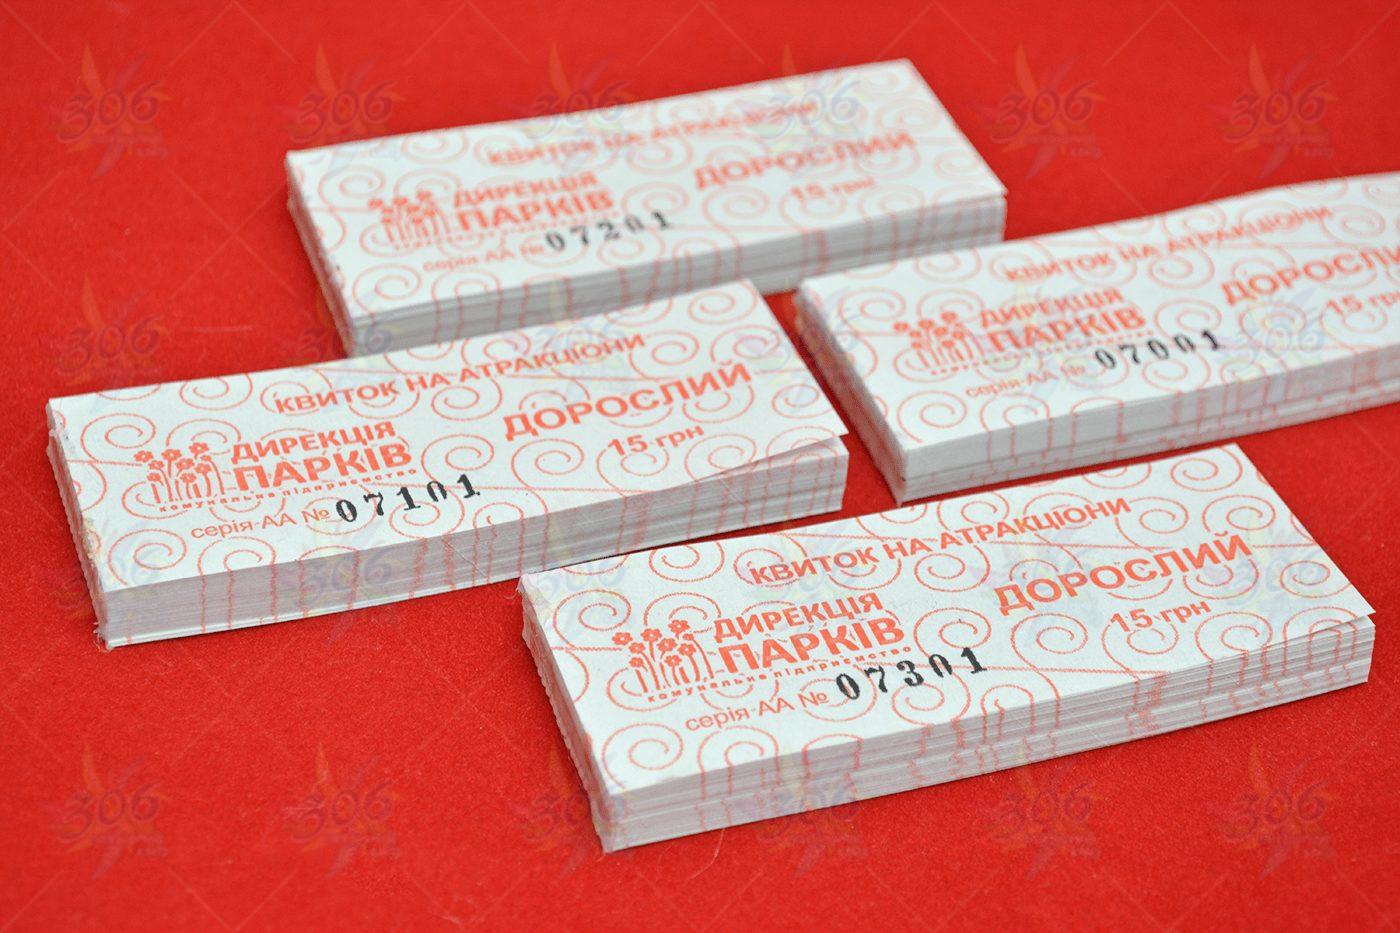 КВИТОК НА АТРАКЦІОНИ
ДИРЕКЦІЯ
ПАРКІВ
ДОРОСЛИЙ
15 грн
серія АА № 07201
КВИТОК НА АТРАКЦІОНИ
ДИРЕКЦІЯ
ПАРКІВ
ДОРОСЛИЙ
15 грн
серія АА № 07001
КВИТОК НА АТРАКЦІОНИ
ДИРЕКЦІЯ
ПАРКІВ
комунальне підприємство
ДОРОСЛИЙ
15 грн
серія АА № 07101
КВИТОК НА АТРАКЦІОНИ
ДИРЕКЦІЯ
ПАРКІВ
комунальне підприємство
ДОРОСЛИЙ
15 грн
серія АА № 07301
306